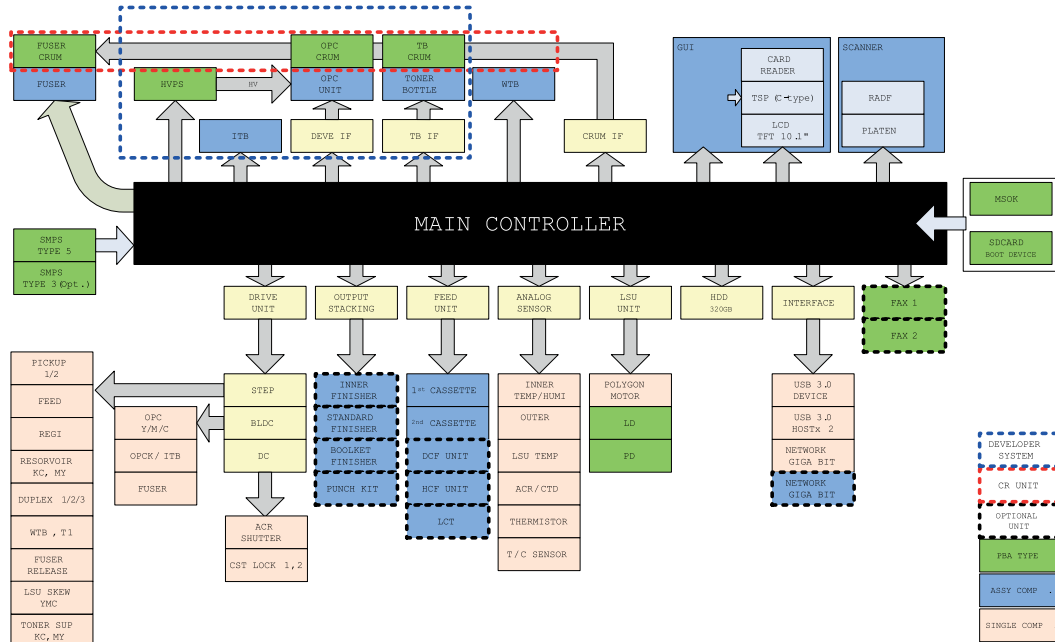 FUSER
CRUM
FUSER
HVPS
HV
OPC
CRUM
OPC
UNIT
TB
CRUM
TONER
BOTTLE
WTB
ITB
DEVE IF
TB IF
CRUM IF
GUI
CARD
READER
TSP (C-type)
LCD
TFT 10.1"
SCANNER
RADF
PLATEN
MAIN CONTROLLER
SMPS
TYPE 5
SMPS
TYPE 3(Opt.)
MSOK
SDCARD
BOOT DEVICE
DRIVE
UNIT
OUTPUT
STACKING
FEED
UNIT
ANALOG
SENSOR
LSU
UNIT
HDD
320GB
INTERFACE
FAX 1
FAX 2
PICKUP
1/2
FEED
REGI
RESORVOIR
KC, MY
DUPLEX 1/2/3
WTB , T1
FUSER
RELEASE
LSU SKEW
YMC
TONER SUP
KC, MY
OPC
Y/M/C
OPCK/ ITB
FUSER
STEP
BLDC
DC
ACR
SHUTTER
CST LOCK 1,2
INNER
FINISHER
STANDARD
FINISHER
BOOLKET
FINISHER
PUNCH KIT
1st CASSETTE
2nd CASSETTE
DCF UNIT
HCF UNIT
LCT
INNER
TEMP/HUMI
OUTER
LSU TEMP
ACR/CTD
THERMISTOR
T/C SENSOR
POLYGON
MOTOR
LD
PD
USB 3.0
DEVICE
USB 3.0
HOSTx 2
NETWORK
GIGA BIT
NETWORK
GIGA BIT
DEVELOPER
SYSTEM
CR UNIT
OPTIONAL
UNIT
PBA TYPE
ASSY COMP .
SINGLE COMP